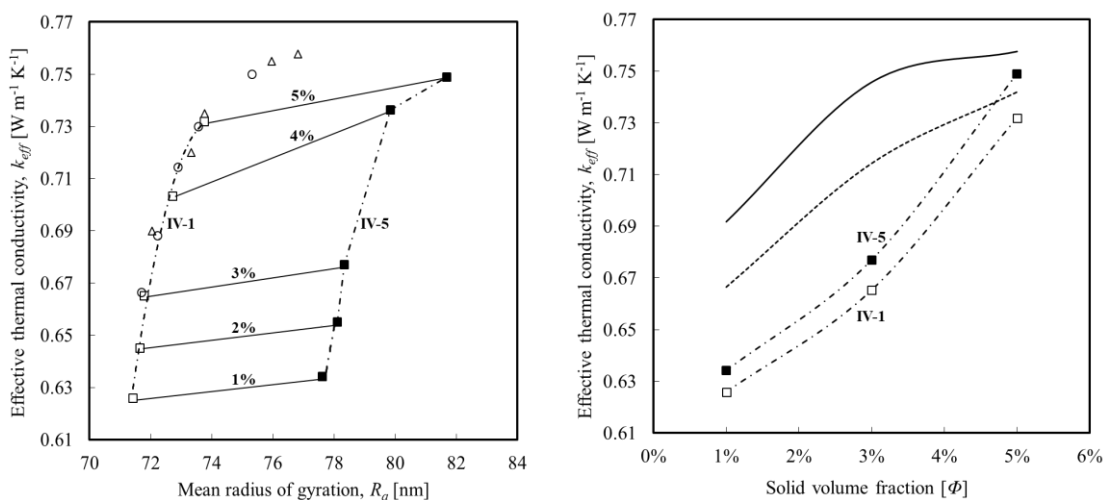 Effective thermal conductivity, k_eff [W m⁻¹ K⁻¹]
0.77
0.75
0.73
0.71
0.69
0.67
0.65
0.63
0.61
5%
4%
IV-1
IV-5
3%
2%
1%
70 72 74 76 78 80 82 84
Mean radius of gyration, R_g [nm]
Effective thermal conductivity, k_eff [W m⁻¹ K⁻¹]
0.77
0.75
0.73
0.71
0.69
0.67
0.65
0.63
0.61
IV-5
IV-1
0% 1% 2% 3% 4% 5% 6%
Solid volume fraction [Φ]